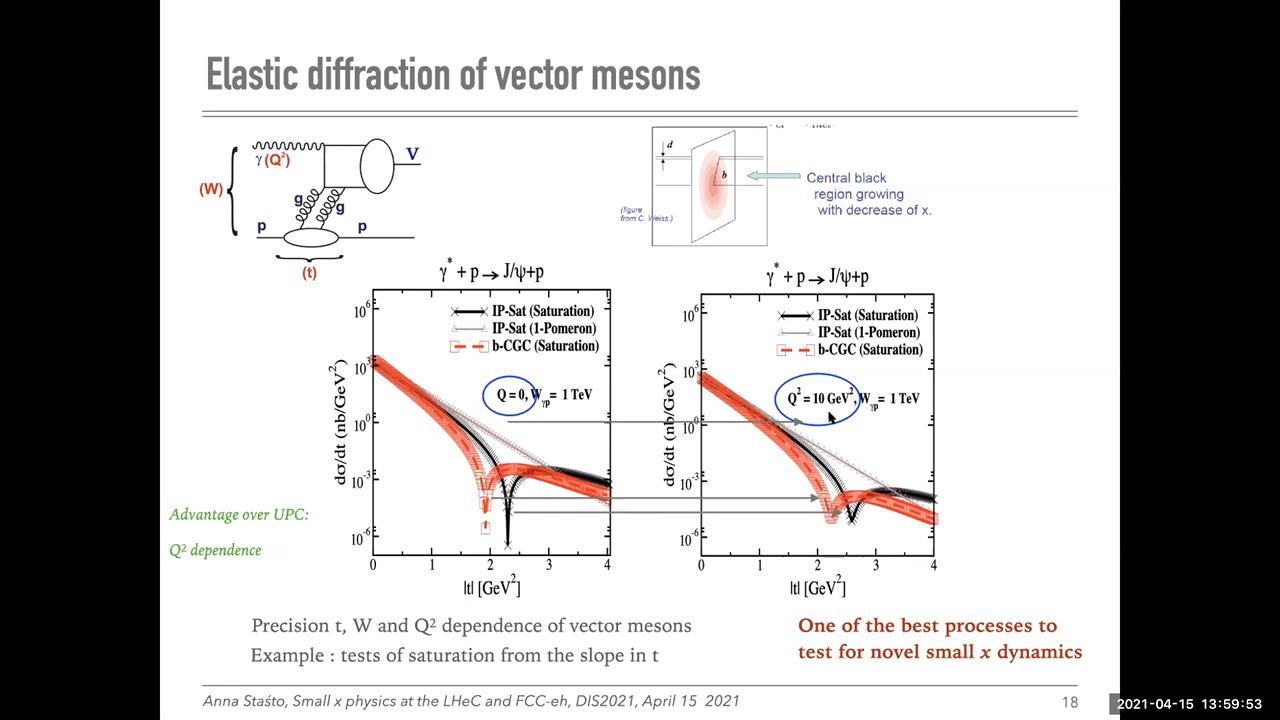 Elastic diffraction of vector mesons
γ (Q²)
V
(W)
g
g
p
p
(t)
d
b
(figure
from C. Weiss.)
Central black
region growing
with decrease of x.
γ* + p → J/ψ+p
IP-Sat (Saturation)
IP-Sat (1-Pomeron)
b-CGC (Saturation)
Q = 0, Wγp= 1 TeV
dσ/dt (nb/GeV²)
10⁶
10³
10⁰
10⁻³
10⁻⁶
0 1 2 3 4
|t| [GeV²]
γ* + p → J/ψ+p
IP-Sat (Saturation)
IP-Sat (1-Pomeron)
b-CGC (Saturation)
Q² = 10 GeV², Wγp= 1 TeV
dσ/dt (nb/GeV²)
10⁶
10³
10⁰
10⁻³
10⁻⁶
0 1 2 3 4
|t| [GeV²]
Advantage over UPC:
Q² dependence
Precision t, W and Q² dependence of vector mesons
Example : tests of saturation from the slope in t
One of the best processes to
test for novel small x dynamics
Anna Staśto, Small x physics at the LHeC and FCC-eh, DIS2021, April 15 2021
18
2021-04-15 13:59:53